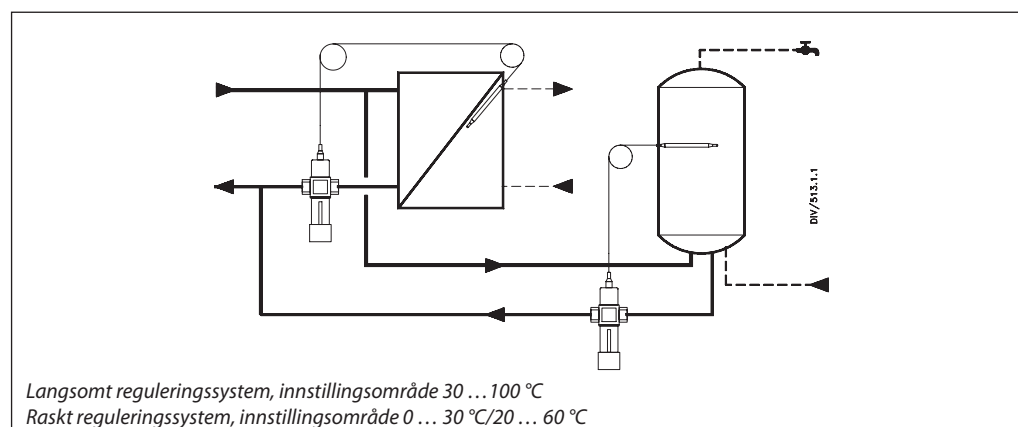 DIV/513.1.1
Langsomt reguleringssystem, innstillingsområde 30 …100 °C
Raskt reguleringssystem, innstillingsområde 0 … 30 °C/20 … 60 °C